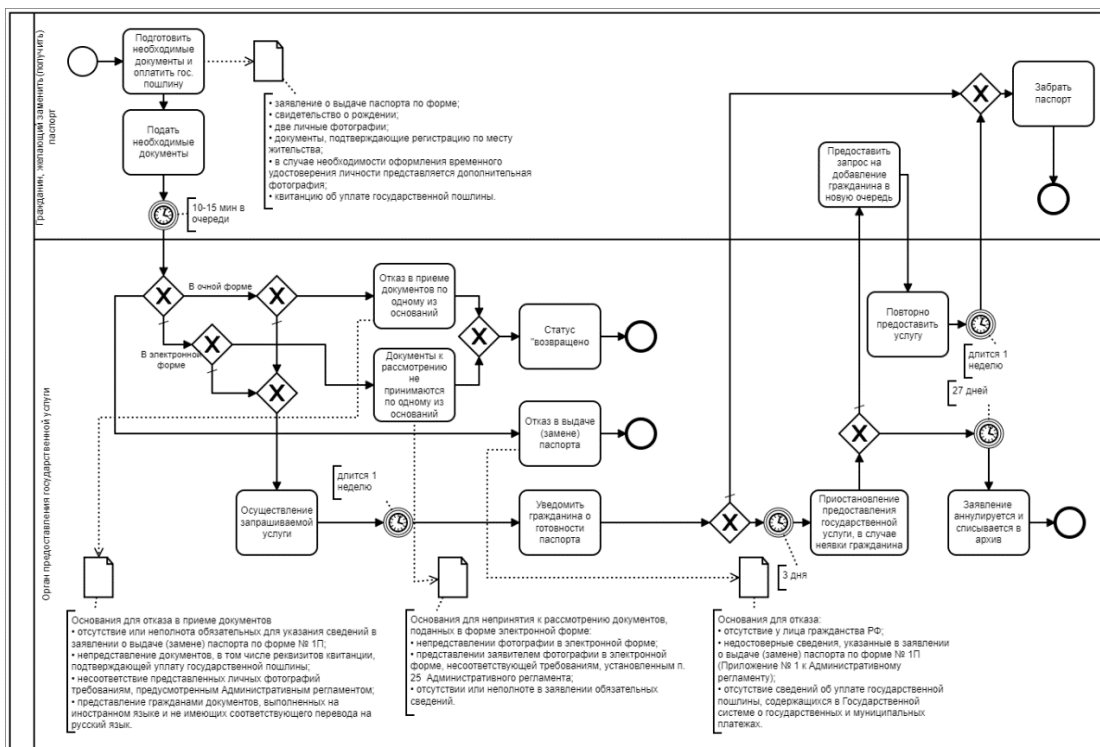 Гражданин, желающий заменить(получить)
паспорт
Подготовить
необходимые
документы и
оплатить гос.
пошлину
• заявление о выдаче паспорта по форме;
• свидетельство о рождении;
• две личные фотографии;
• документы, подтверждающие регистрацию по месту
жительства;
• в случае необходимости оформления временного
удостоверения личности представляется дополнительная
фотография;
• квитанцию об уплате государственной пошлины.
Подать
необходимые
документы
10-15 мин в
очереди
Предоставить
запрос на
добавление
гражданина в
новую очередь
Забрать
паспорт
Орган предоставления государственной услуги
В очной форме
В электронной
форме
Отказ в приеме
документов по
одному из
оснований
Документы к
рассмотрению
не
принимаются
по одному из
оснований
Статус
"возвращено
Отказ в выдаче
(замене)
паспорта
Повторно
предоставить
услугу
длится 1
неделю
27 дней
Осуществление
запрашиваемой
услуги
длится 1
неделю
Уведомить
гражданина о
готовности
паспорта
3 дня
Приостановление
предоставления
государственной
услуги, в случае
неявки гражданина
Заявление
аннулируется и
списывается в
архив
Основания для отказа в приеме документов
• отсутствие или неполнота обязательных для указания сведений в
заявлении о выдаче (замене) паспорта по форме № 1П;
• непредставление документов, в том числе реквизитов квитанции,
подтверждающей уплату государственной пошлины;
• несоответствие представленных личных фотографий
требованиям, предусмотренным Административным регламентом;
• представление гражданами документов, выполненных на
иностранном языке и не имеющих соответствующего перевода на
русский язык.
Основания для непринятия к рассмотрению документов,
поданных в форме электронной форме:
• непредставлении фотографии в электронной форме;
• представлении заявителем фотографии в электронной
форме, несоответствующей требованиям, установленным п.
25 Административного регламента;
• отсутствии или неполноте в заявлении обязательных
сведений.
Основания для отказа:
• отсутствие у лица гражданства РФ;
• недостоверные сведения, указанные в заявлении
о выдаче (замене) паспорта по форме № 1П
(Приложение № 1 к Административному
регламенту);
• отсутствие сведений об уплате государственной
пошлины, содержащихся в Государственной
системе о государственных и муниципальных
платежах.